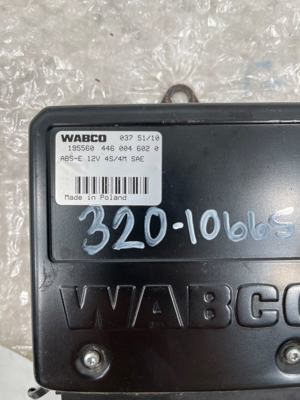 WABCO 037 51/10
195560 446 004 602 0
ABS-E 12V 4S/4M SAE
Made in Poland
320-10665
WABCO